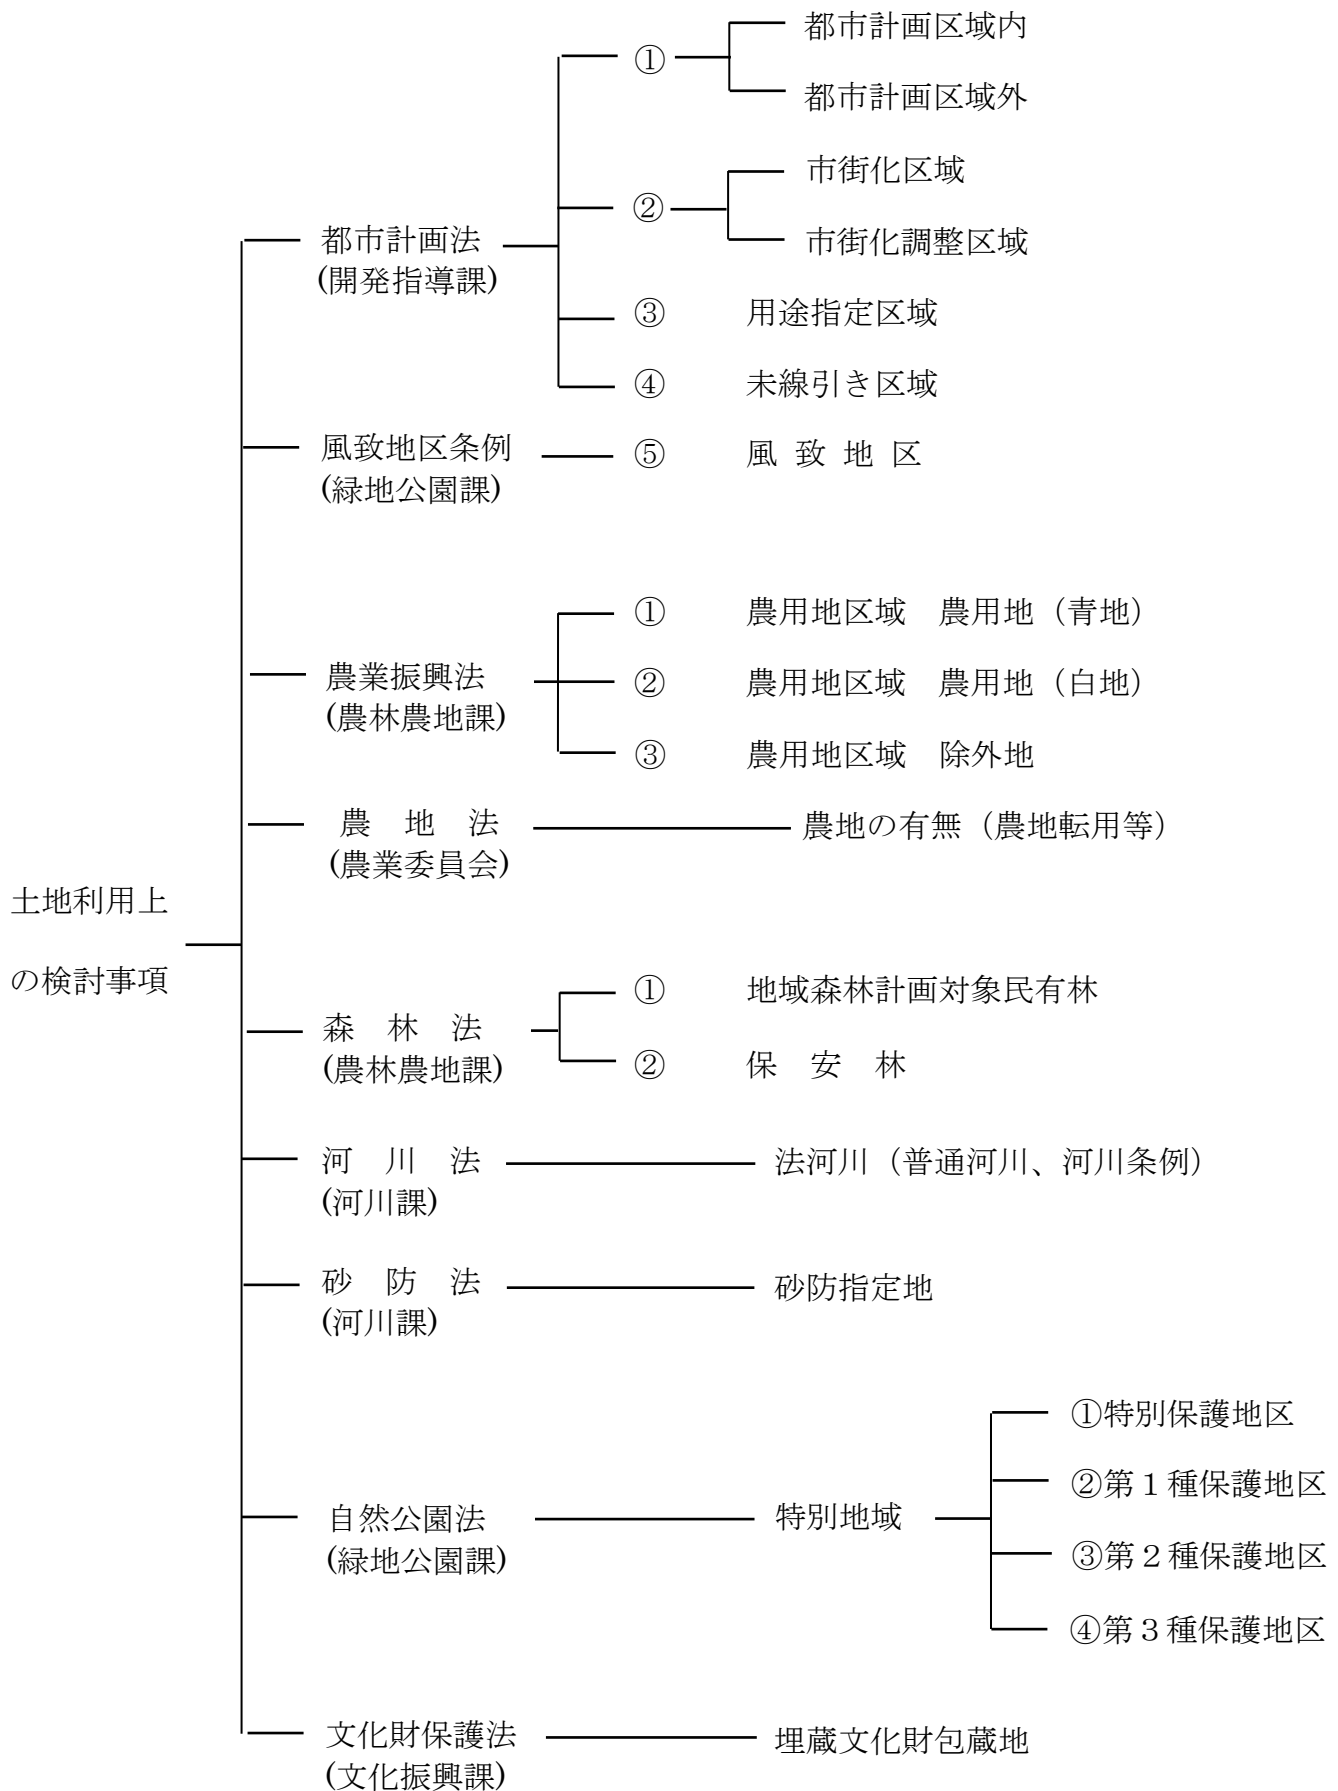 土地利用上
の検討事項
都市計画法
(開発指導課)
①
都市計画区域内
都市計画区域外
②
市街化区域
市街化調整区域
③ 用途指定区域
④ 未線引き区域
風致地区条例
(緑地公園課)
⑤ 風 致 地 区
農業振興法
(農林農地課)
① 農用地区域 農用地（青地）
② 農用地区域 農用地（白地）
③ 農用地区域 除外地
農 地 法
(農業委員会)
農地の有無（農地転用等）
森 林 法
(農林農地課)
① 地域森林計画対象民有林
② 保 安 林
河 川 法
(河川課)
法河川（普通河川、河川条例）
砂 防 法
(河川課)
砂防指定地
自然公園法
(緑地公園課)
特別地域
①特別保護地区
②第１種保護地区
③第２種保護地区
④第３種保護地区
文化財保護法
(文化振興課)
埋蔵文化財包蔵地